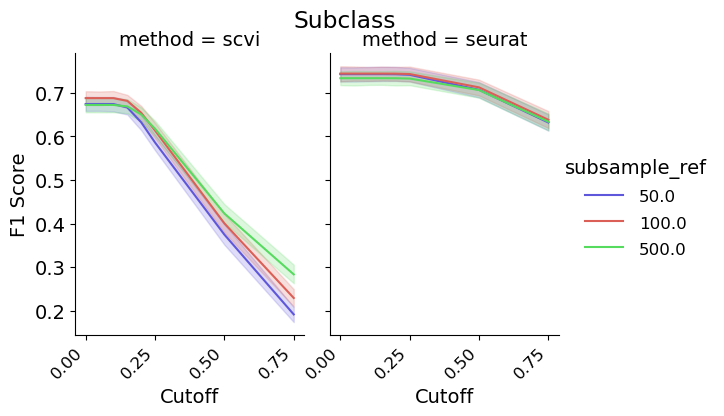 Subclass
method = scvi
method = seurat
F1 Score
0.7
0.6
0.5
0.4
0.3
0.2
0.00
0.25
0.50
0.75
0.00
0.25
0.50
0.75
Cutoff
Cutoff
subsample_ref
50.0
100.0
500.0